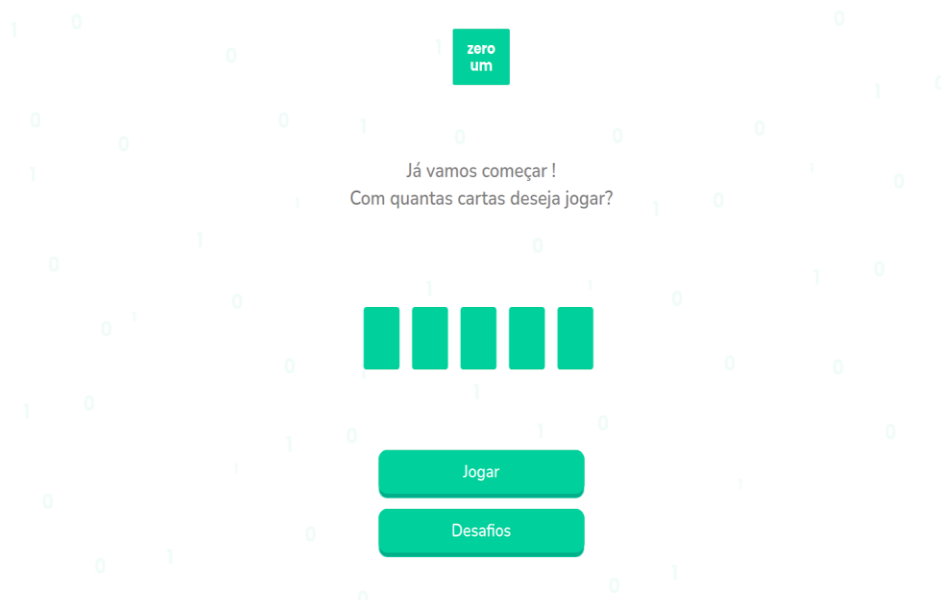 zero
um
Já vamos começar !
Com quantas cartas deseja jogar?
Jogar
Desafios